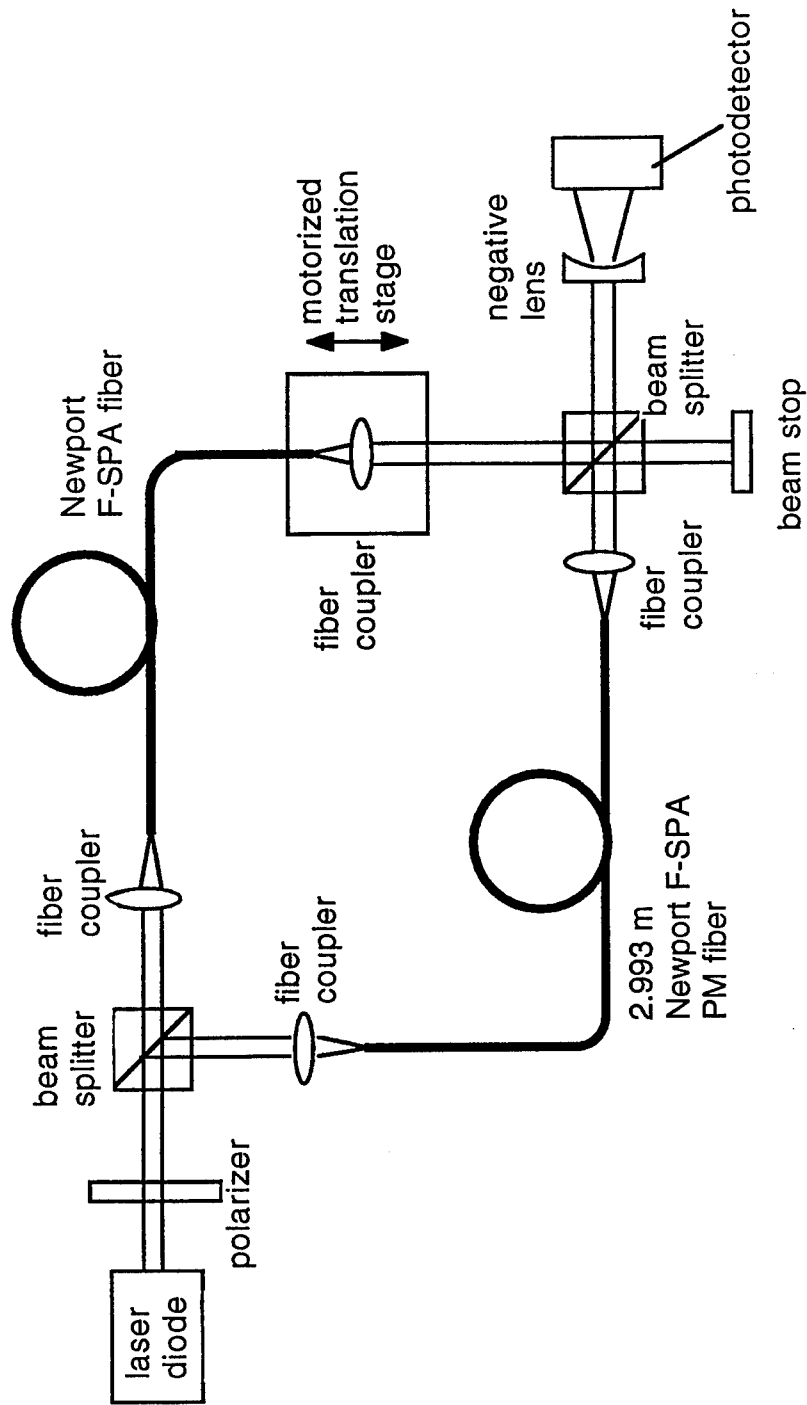 laser
diode
polarizer
beam
splitter
fiber
coupler
fiber
coupler
Newport
F-SPA fiber
2.993 m
Newport F-SPA
PM fiber
fiber
coupler
motorized
translation
stage
fiber
coupler
beam
splitter
beam stop
negative
lens
photodetector